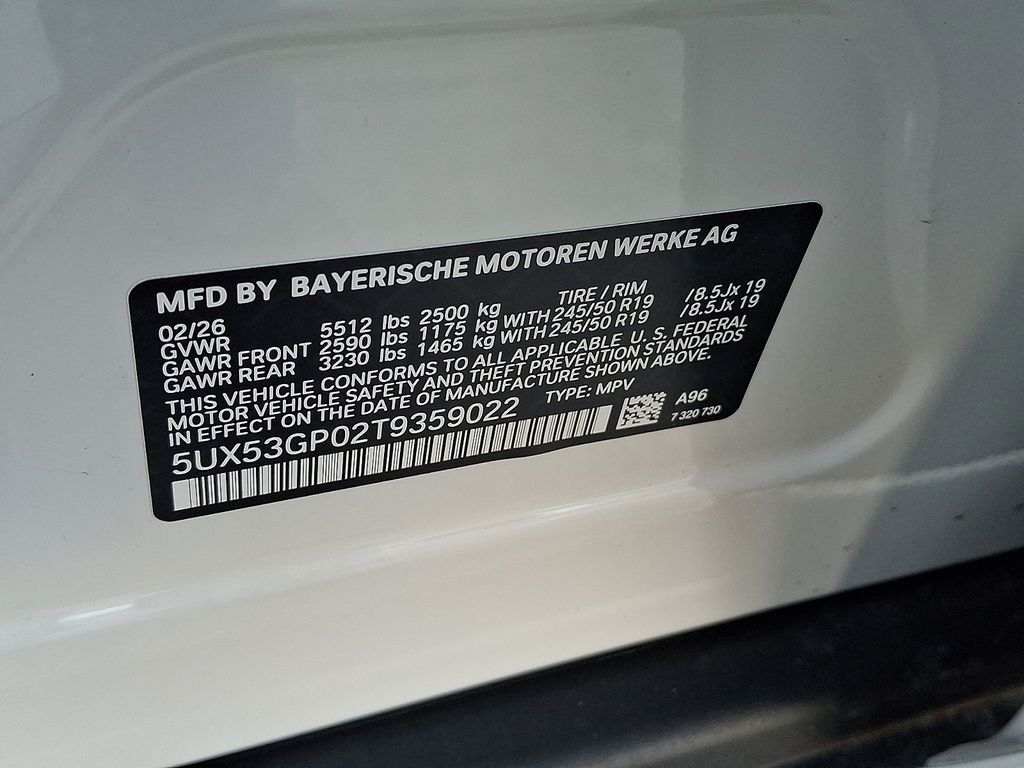 MFD BY BAYERISCHE MOTOREN WERKE AG
02/26 TIRE / RIM
GVWR 5512 lbs 2500 kg
GAWR FRONT 2590 lbs 1175 kg WITH 245/50 R19 /8.5Jx 19
GAWR REAR 3230 lbs 1465 kg WITH 245/50 R19 /8.5Jx 19
THIS VEHICLE CONFORMS TO ALL APPLICABLE U. S. FEDERAL
MOTOR VEHICLE SAFETY AND THEFT PREVENTION STANDARDS
IN EFFECT ON THE DATE OF MANUFACTURE SHOWN ABOVE.
5UX53GP02T9359022 TYPE: MPV A96
7 320 730